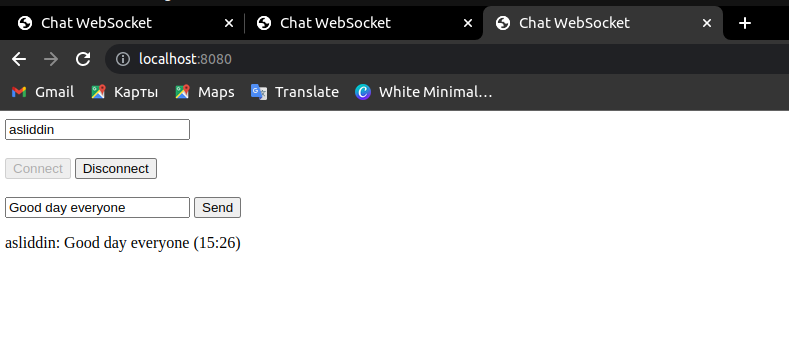 Chat WebSocket Chat WebSocket Chat WebSocket
localhost:8080
Gmail Карты Maps Translate White Minimal...
asliddin
Connect Disconnect
Good day everyone Send
asliddin: Good day everyone (15:26)